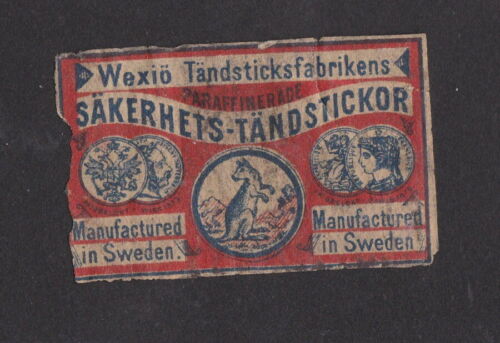 Wexiö Tändsticksfabrikens
PARAFFINERADE
SÄKERHETS-TÄNDSTICKOR
Manufactured
in Sweden.
Manufactured
in Sweden